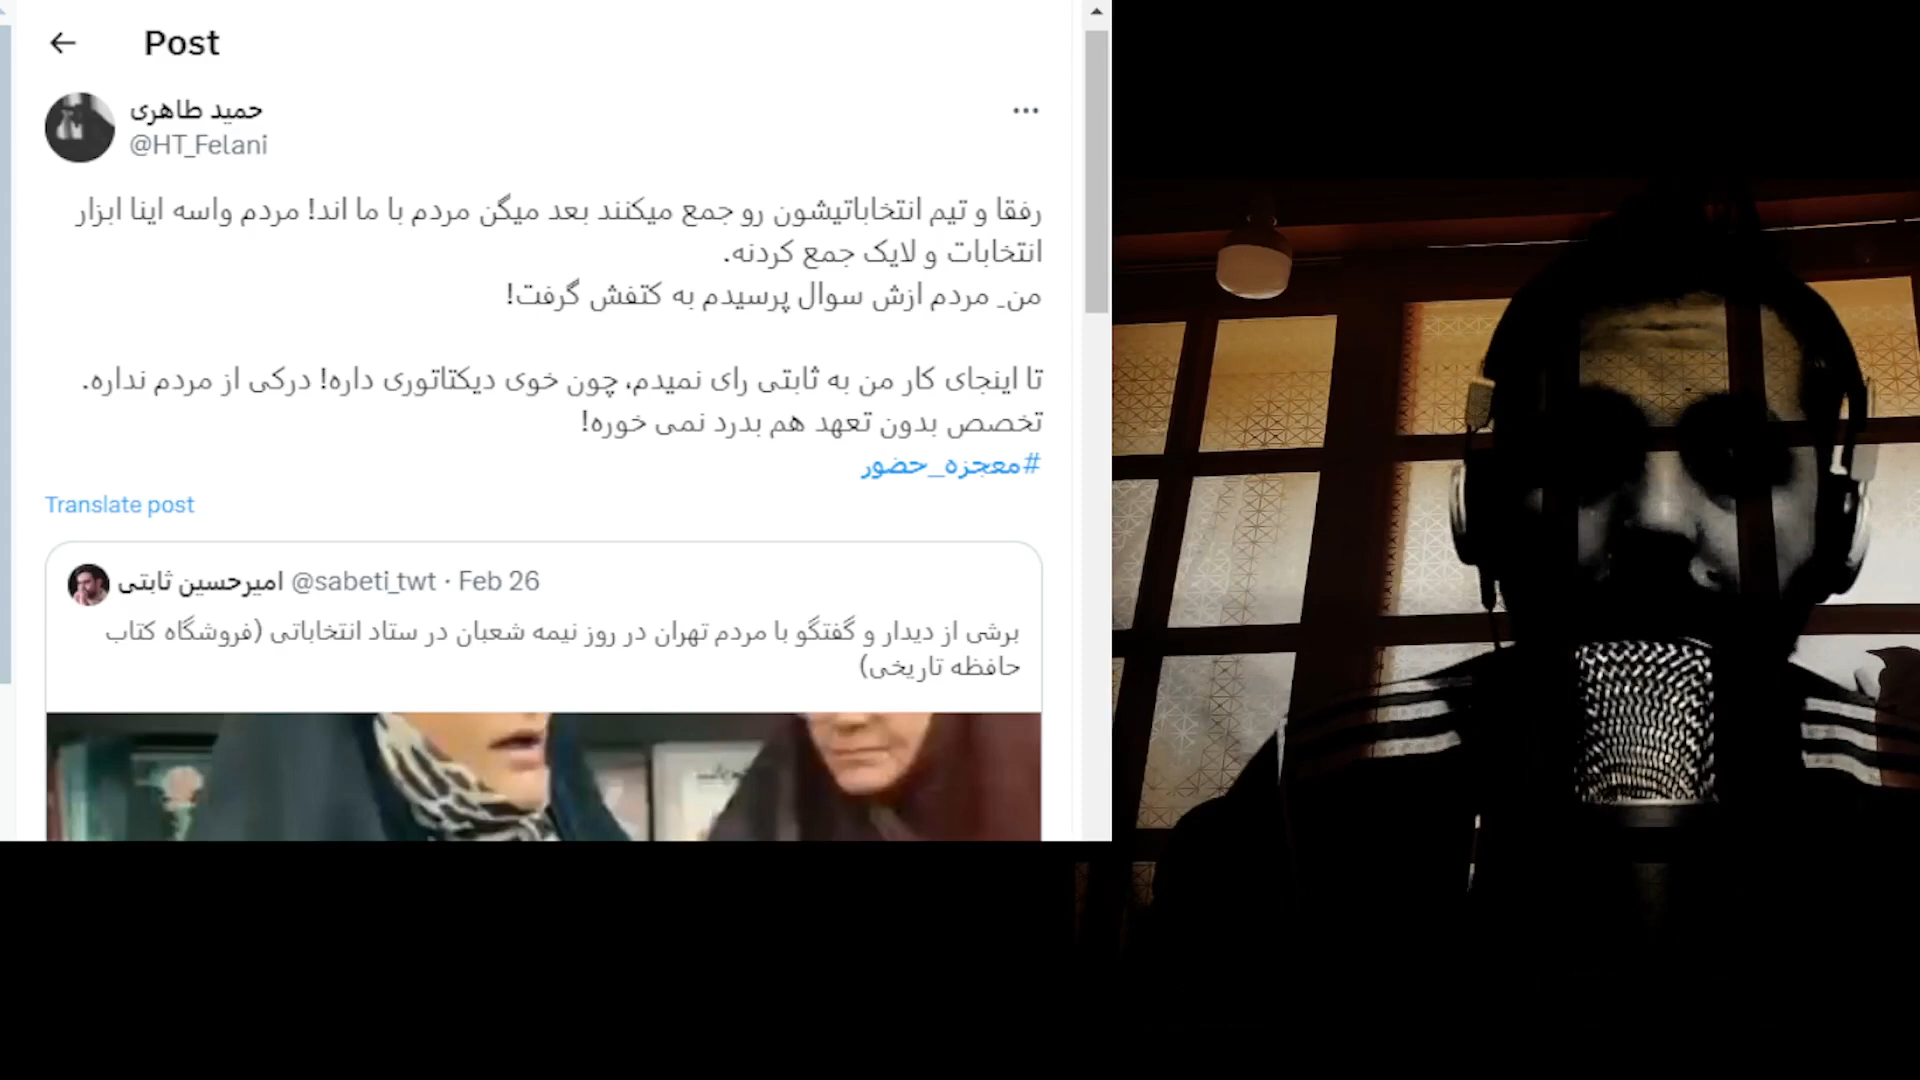 Post
حمید طاهری
@HT_Felani
رفقا و تیم انتخاباتیشون رو جمع میکنند بعد میگن مردم با ما اند! مردم واسه اینا ابزار
انتخابات و لایک جمع کردنه.
من_ مردم ازش سوال پرسیدم به کتفش گرفت!
تا اینجای کار من به ثابتی رای نمیدم، چون خوی دیکتاتوری داره! درکی از مردم نداره.
تخصص بدون تعهد هم بدرد نمی خوره!
#معجزه_حضور
Translate post
امیرحسین ثابتی @sabeti_twt · Feb 26
برشی از دیدار و گفتگو با مردم تهران در روز نیمه شعبان در ستاد انتخاباتی (فروشگاه کتاب
حافظه تاریخی)